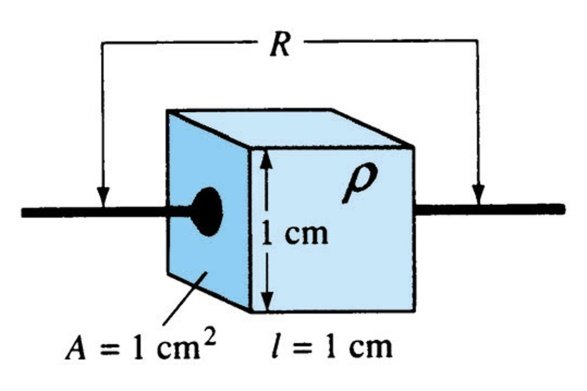 R
ρ
1 cm
A = 1 cm²
l = 1 cm